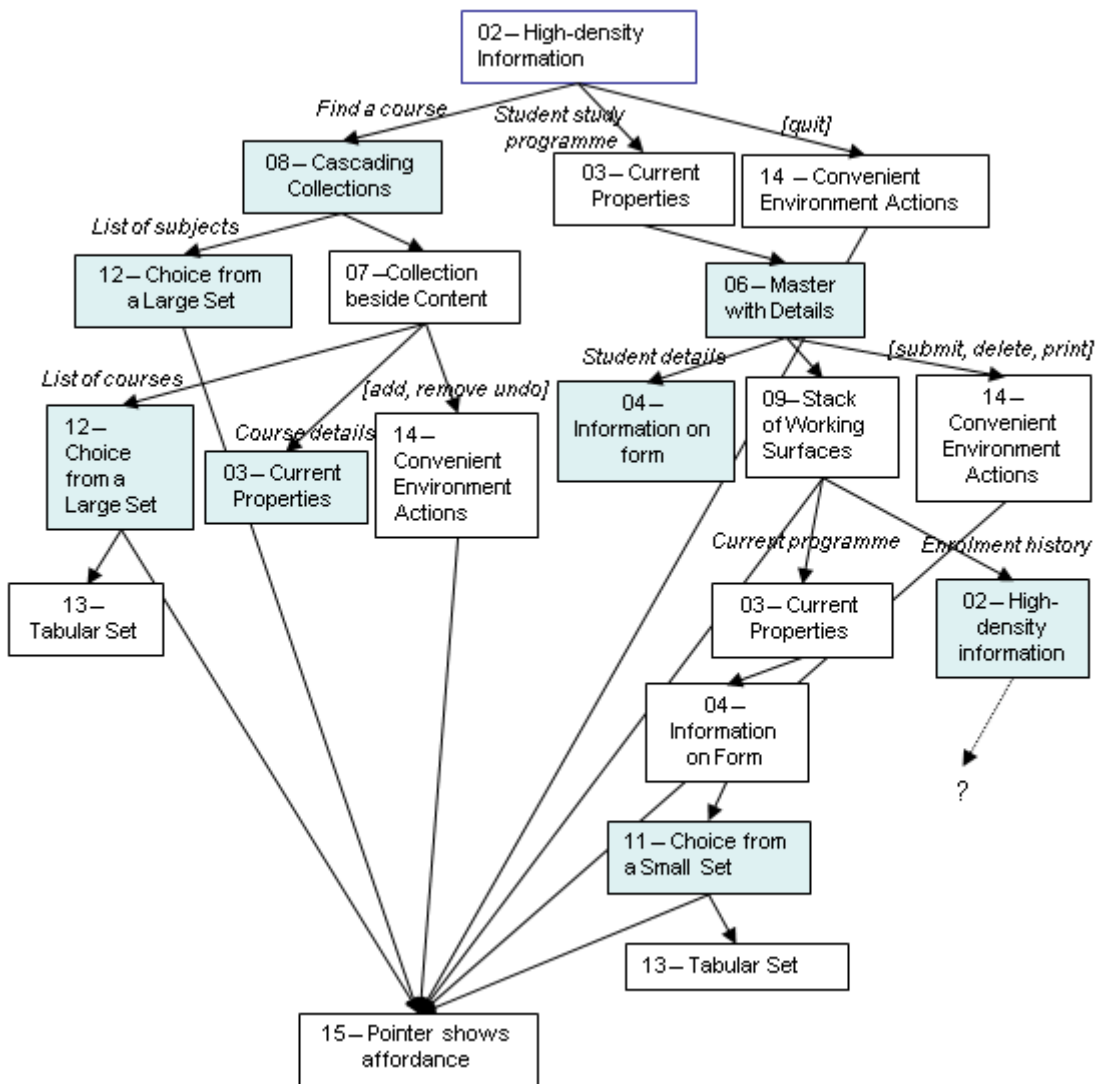 02–High-density
Information
Find a course
Student study
programme
[quit]
08–Cascading
Collections
03–Current
Properties
14 –Convenient
Environment Actions
List of subjects
12–Choice from
a Large Set
07–Collection
beside Content
06–Master
with Details
Student details
[submit, delete, print]
List of courses
[add, remove undo]
04–
Information on
form
09–Stack
of Working
Surfaces
14–
Convenient
Environment
Actions
12–
Choice
from a
Large Set
Course details
03–Current
Properties
14–
Convenient
Environment
Actions
Current programme
Enrolment history
13–
Tabular Set
03–Current
Properties
02–High-
density
information
04–
Information
on Form
?
11–Choice from
a Small Set
13–Tabular Set
15–Pointer shows
affordance